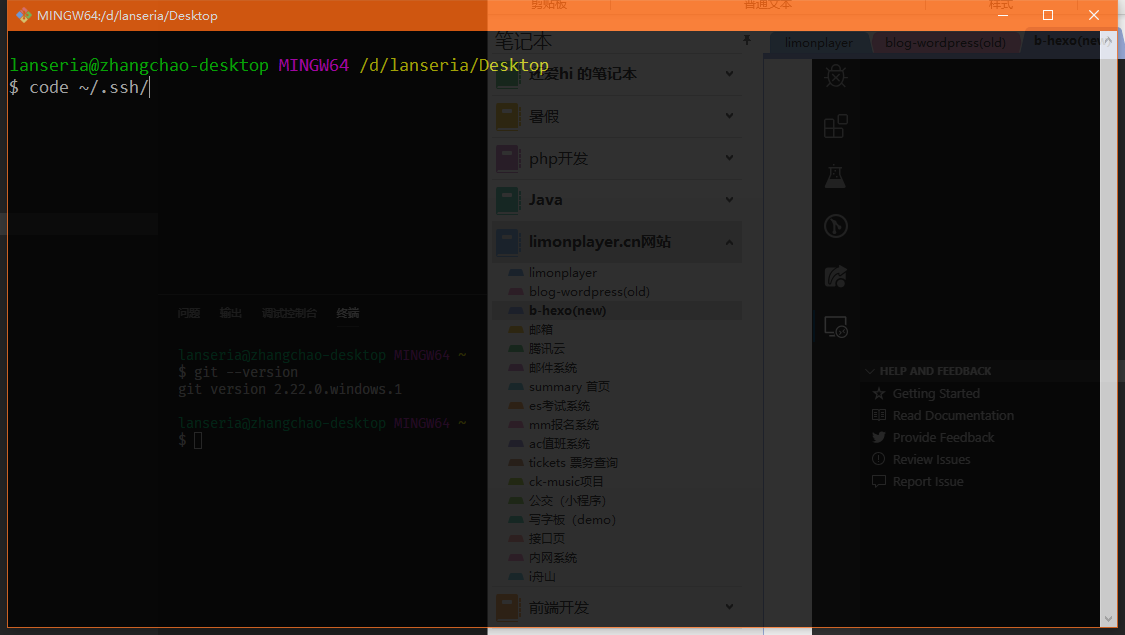 剪贴板
普通文本
样式
MINGW64:/d/lanseria/Desktop
笔记本
limonplayer
blog-wordpress(old)
b-hexo(new)
lanseria@zhangchao-desktop MINGW64 /d/lanseria/Desktop
$ code ~/.ssh/
还爱hi 的笔记本
暑假
php开发
Java
limonplayer.cn网站
limonplayer
blog-wordpress(old)
b-hexo(new)
邮箱
腾讯云
邮件系统
summary 首页
es考试系统
mm报名系统
ac值班系统
tickets 票务查询
ck-music项目
公交（小程序）
写字板（demo）
接口页
内网系统
i舟山
前端开发
问题
输出
调试控制台
终端
lanseria@zhangchao-desktop MINGW64 ~
$ git --version
git version 2.22.0.windows.1
lanseria@zhangchao-desktop MINGW64 ~
$
HELP AND FEEDBACK
Getting Started
Read Documentation
Provide Feedback
Review Issues
Report Issue